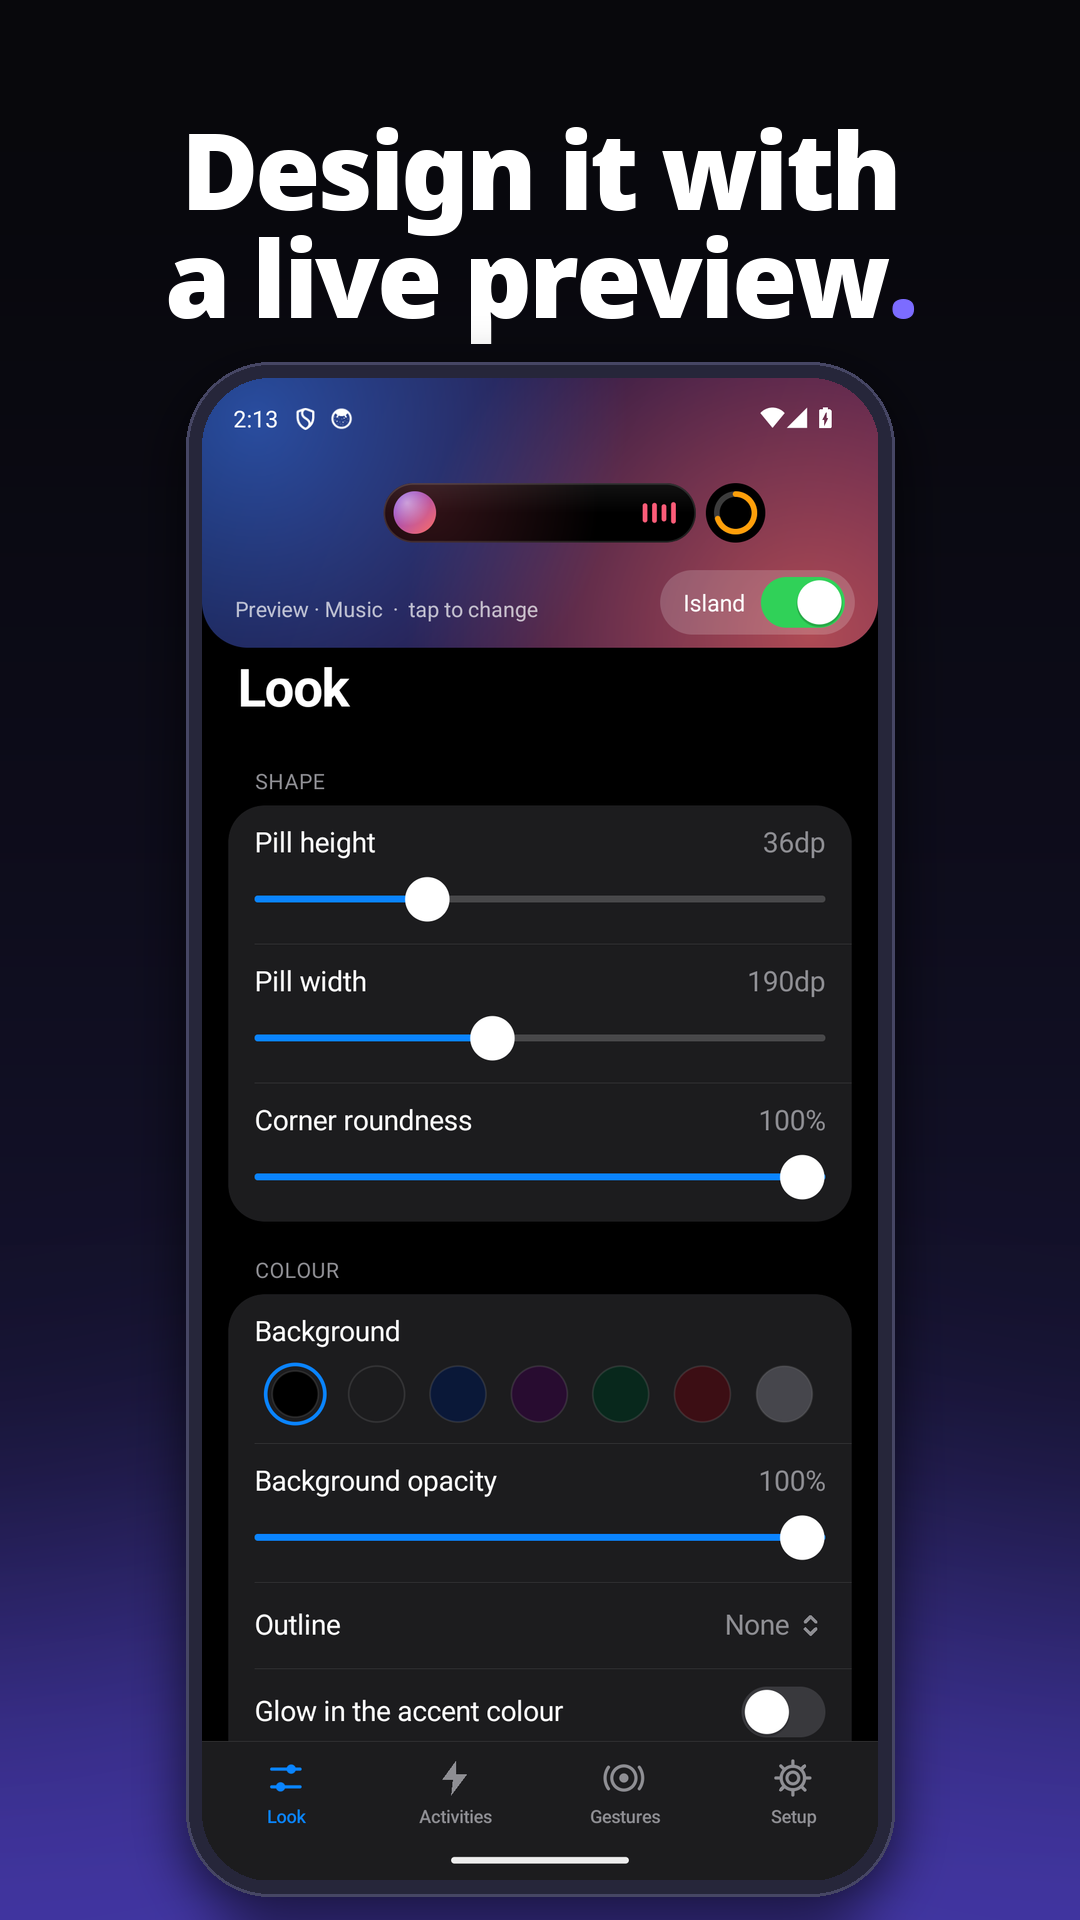 Design it with
a live preview.
2:13
Preview · Music · tap to change
Island
Look
SHAPE
Pill height 36dp
Pill width 190dp
Corner roundness 100%
COLOUR
Background
Background opacity 100%
Outline None
Glow in the accent colour
Look Activities Gestures Setup